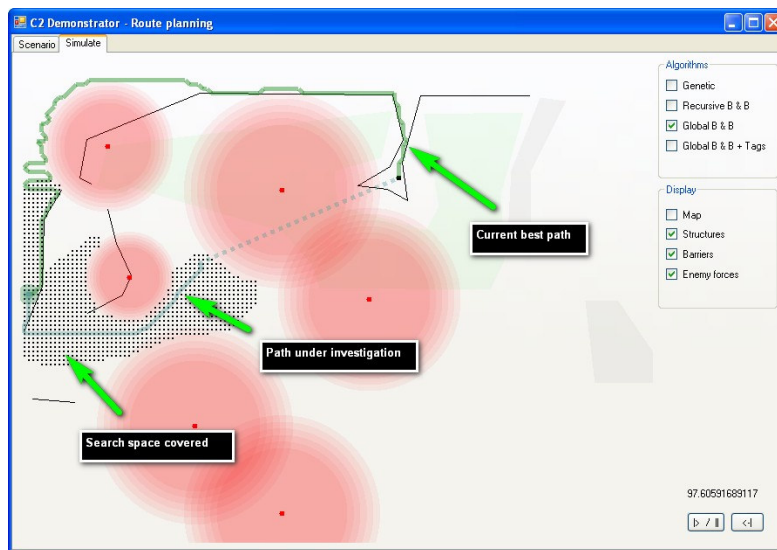 C2 Demonstrator - Route planning
Scenario
Simulate
Algorithms
Genetic
Recursive B & B
Global B & B
Global B & B + Tags
Display
Map
Structures
Barriers
Enemy forces
Current best path
Path under investigation
Search space covered
97.60591689117